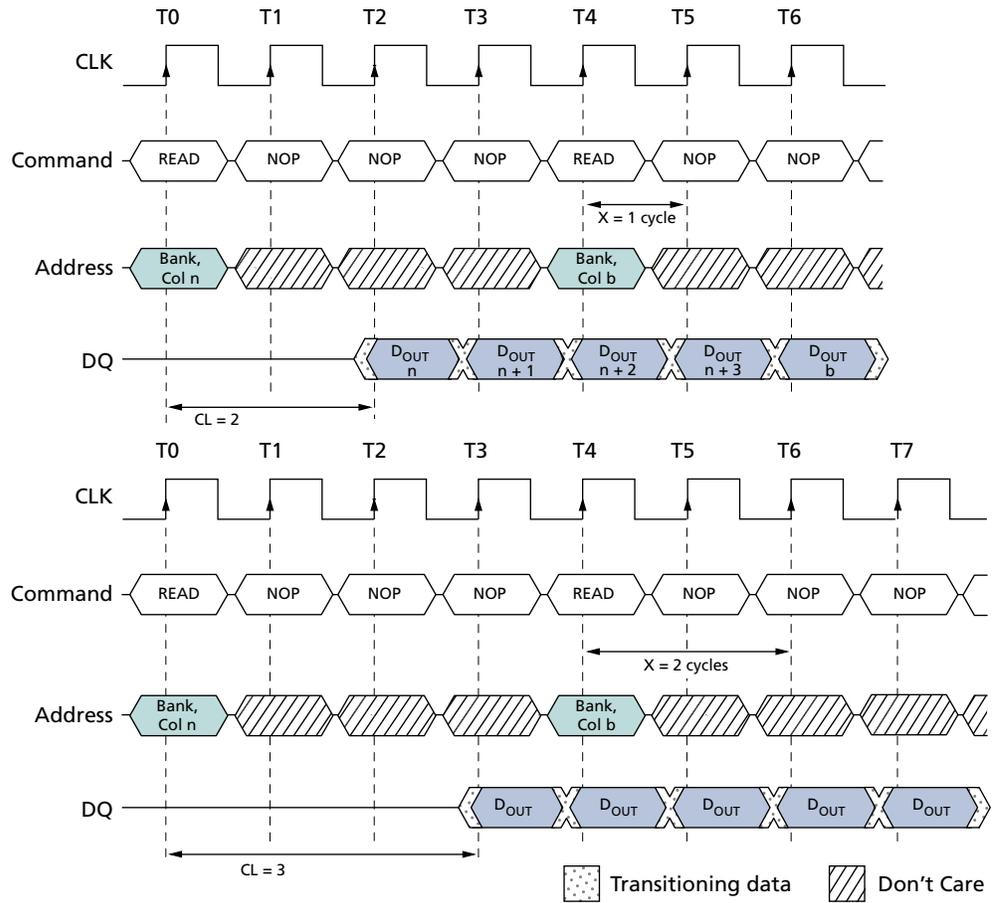 T0 T1 T2 T3 T4 T5 T6
CLK
Command READ NOP NOP NOP READ NOP NOP
X = 1 cycle
Address Bank, Col n Bank, Col b
DQ DOUT n DOUT n + 1 DOUT n + 2 DOUT n + 3 DOUT b
CL = 2
T0 T1 T2 T3 T4 T5 T6 T7
CLK
Command READ NOP NOP NOP READ NOP NOP NOP
X = 2 cycles
Address Bank, Col n Bank, Col b
DQ DOUT DOUT DOUT DOUT DOUT
CL = 3
Transitioning data Don't Care